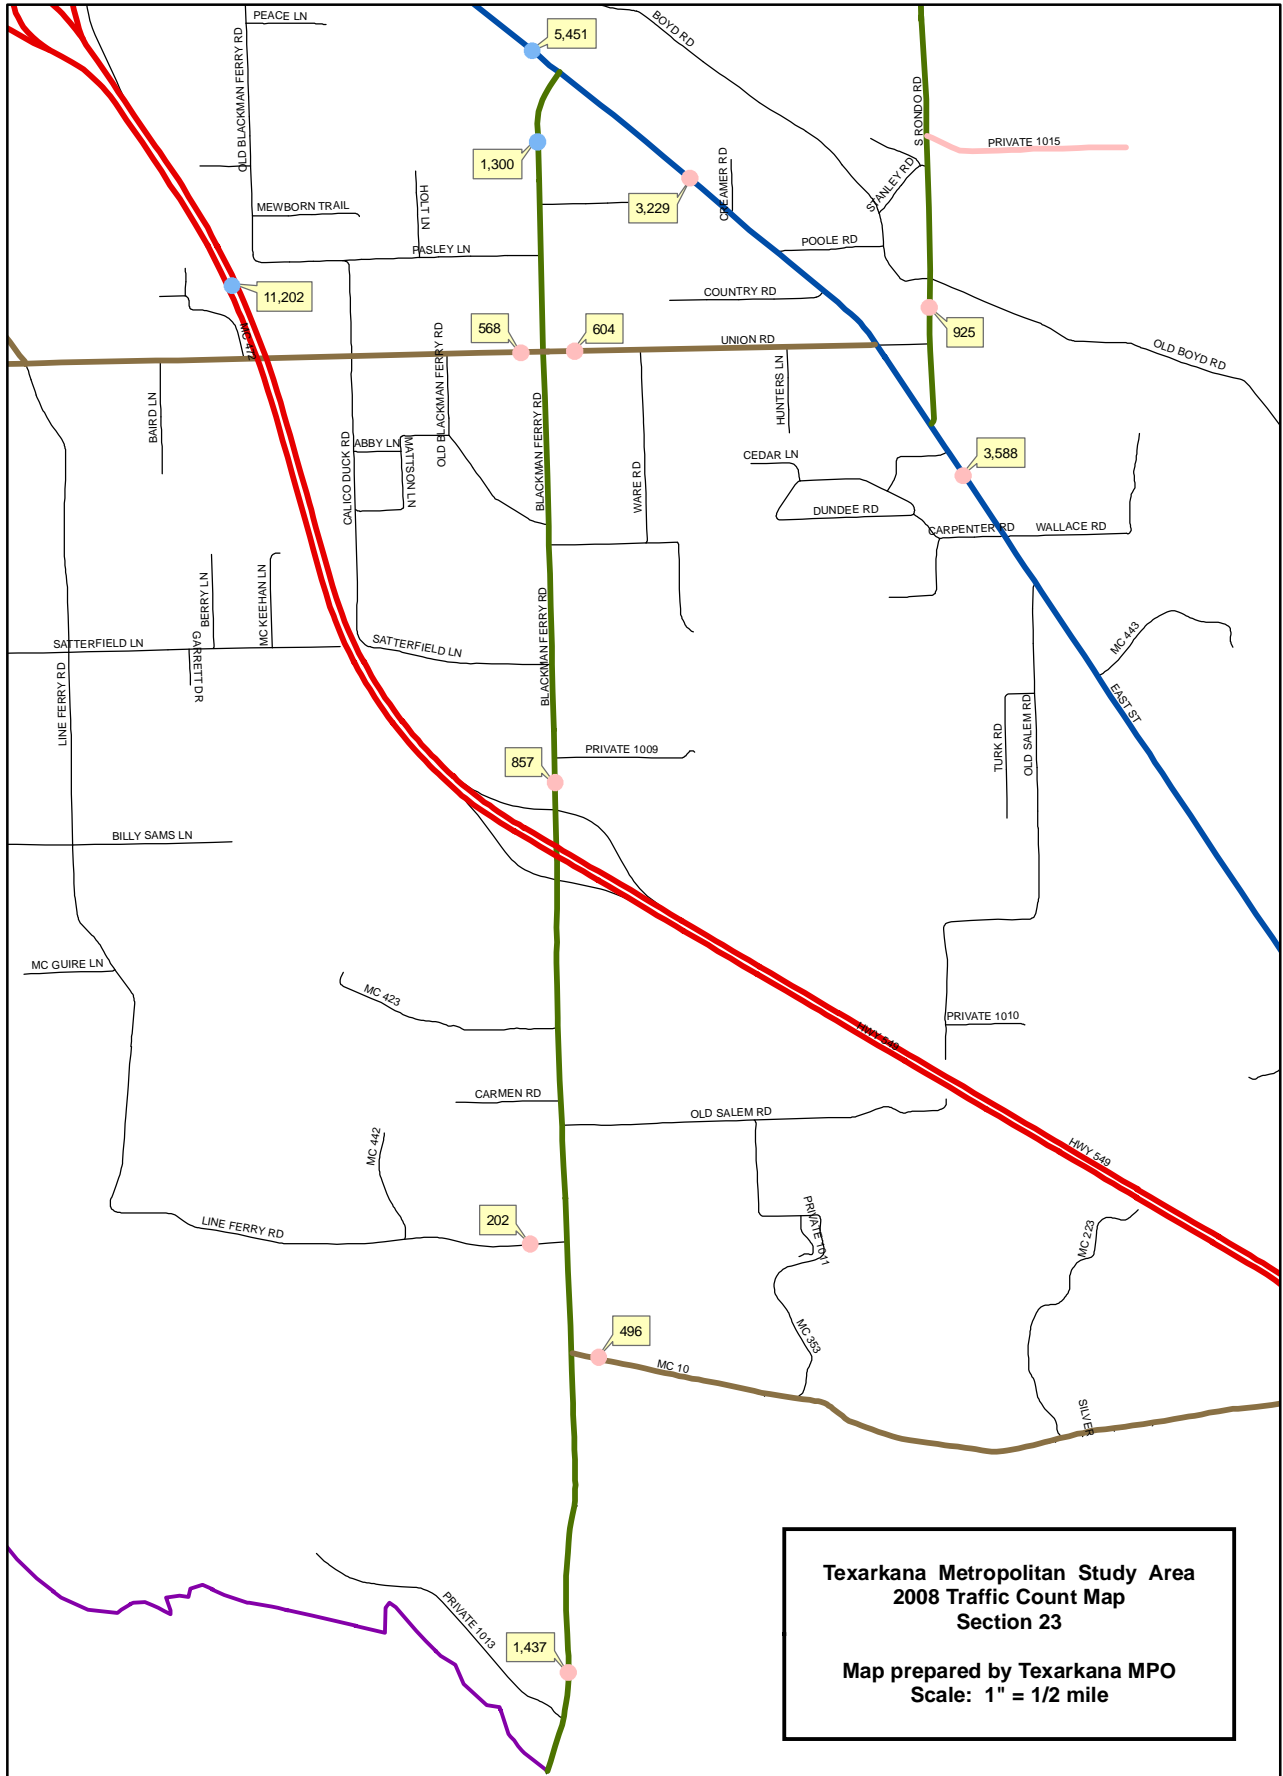 PEACE LN
BOYD RD
5,451
OLD BLACKMAN FERRY RD
S RONDO RD
1,300
PRIVATE 1015
HOLT LN
CREAMER RD
STANLEY RD
MEWBORN TRAIL
3,229
PASLEY LN
POOLE RD
11,202
COUNTRY RD
568
604
925
MC 472
UNION RD
OLD BOYD RD
BAIRD LN
OLD BLACKMAN FERRY RD
HUNTERS LN
CALICO DUCK RD
ABBY LN
MATTSON LN
BLACKMAN FERRY RD
WARE RD
CEDAR LN
3,588
DUNDEE RD
CARPENTER RD
WALLACE RD
BERRY LN
MC KEEHAN LN
BLACKMAN FERRY RD
SATTERFIELD LN
SATTERFIELD LN
MC 443
GARRETT DR
LINE FERRY RD
EAST ST
TURK RD
OLD SALEM RD
857
PRIVATE 1009
BILLY SAMS LN
MC GUIRE LN
MC 423
HWY 549
PRIVATE 1010
CARMEN RD
OLD SALEM RD
MC 442
HWY 549
LINE FERRY RD
202
PRIVATE 1011
MC 223
496
MC 353
MC 10
SILVER
PRIVATE 1013
1,437
Texarkana Metropolitan Study Area
2008 Traffic Count Map
Section 23
Map prepared by Texarkana MPO
Scale: 1" = 1/2 mile